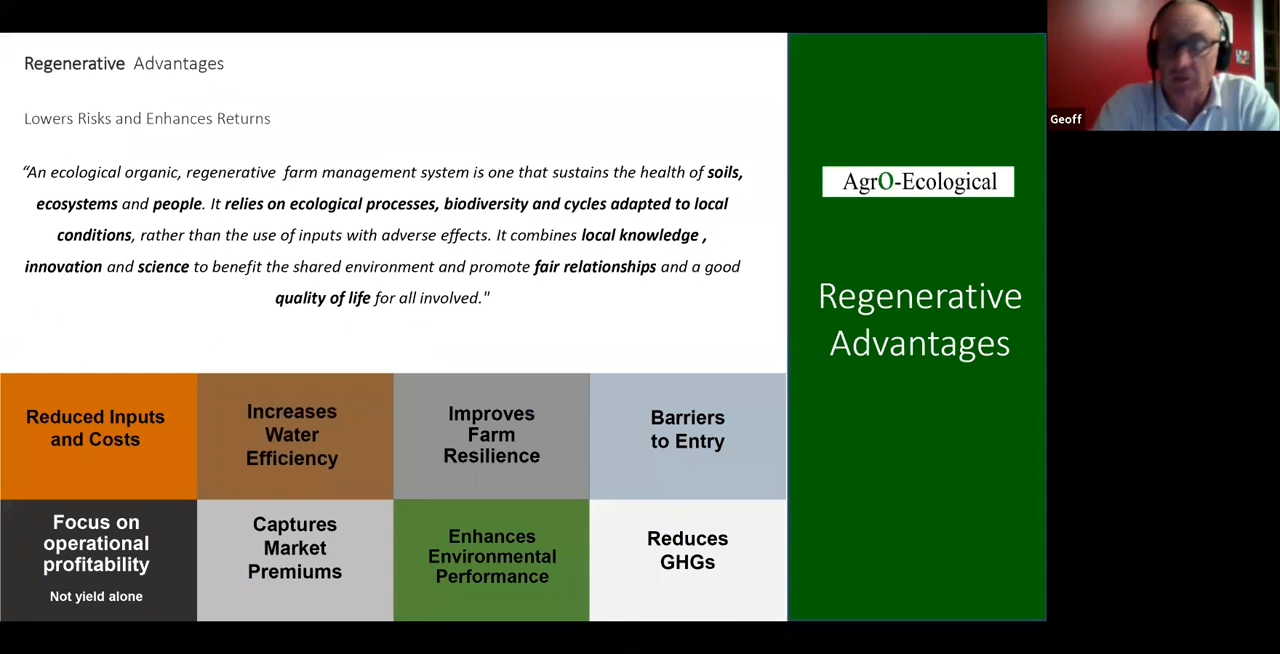 Regenerative Advantages
Lowers Risks and Enhances Returns
“An ecological organic, regenerative farm management system is one that sustains the health of soils,
ecosystems and people. It relies on ecological processes, biodiversity and cycles adapted to local
conditions, rather than the use of inputs with adverse effects. It combines local knowledge ,
innovation and science to benefit the shared environment and promote fair relationships and a good
quality of life for all involved."
Reduced Inputs
and Costs
Increases
Water
Efficiency
Improves
Farm
Resilience
Barriers
to Entry
Focus on
operational
profitability
Not yield alone
Captures
Market
Premiums
Enhances
Environmental
Performance
Reduces
GHGs
AgrO-Ecological
Regenerative
Advantages
Geoff